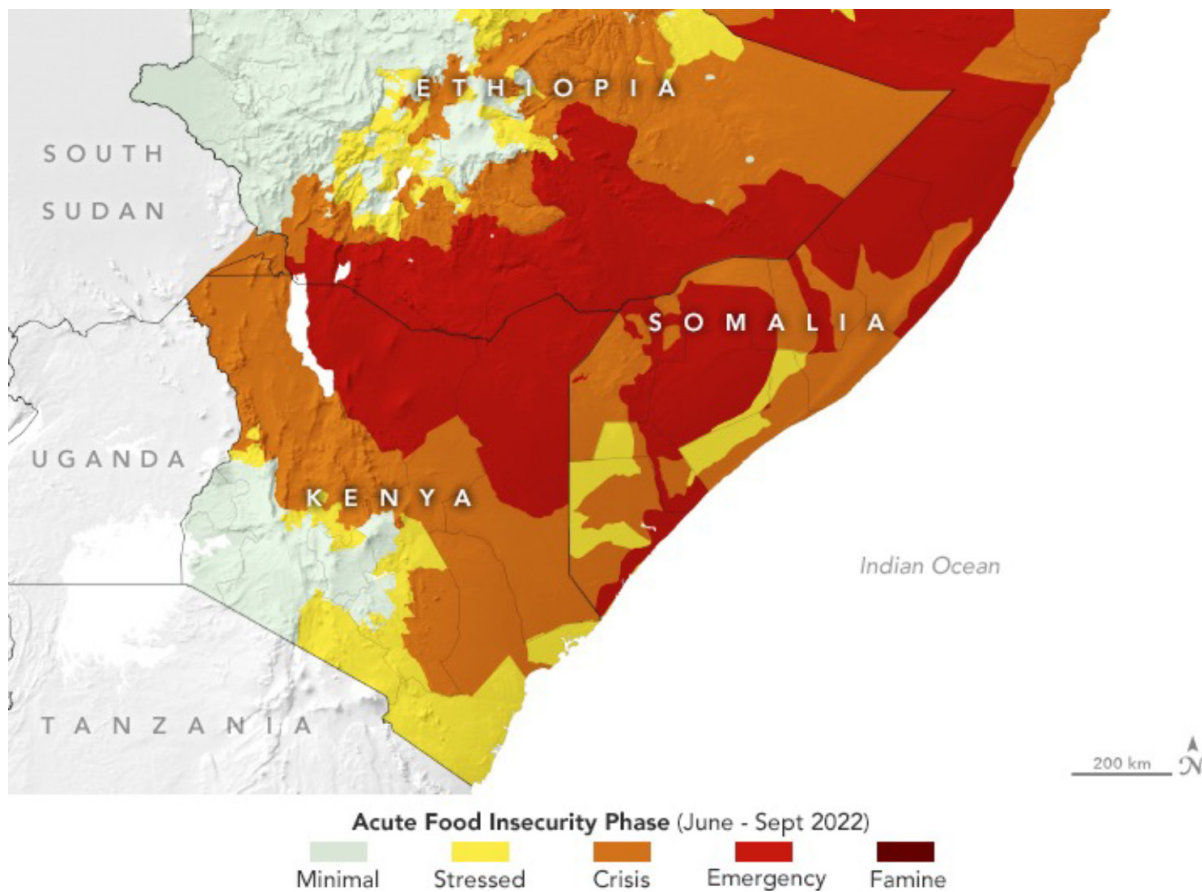 ETHIOPIA
SOUTH
SUDAN
SOMALIA
UGANDA
KENYA
Indian Ocean
TANZANIA
200 km
N
Acute Food Insecurity Phase (June - Sept 2022)
Minimal Stressed Crisis Emergency Famine